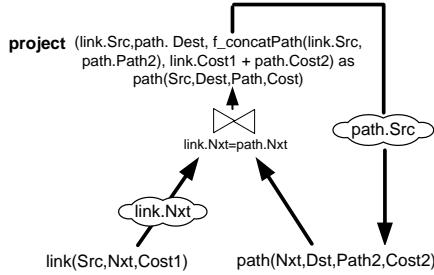 project (link.Src,path. Dest, f_concatPath(link.Src,
path.Path2), link.Cost1 + path.Cost2) as
path(Src,Dest,Path,Cost)
path.Src
link.Nxt=path.Nxt
link.Nxt
link(Src,Nxt,Cost1)
path(Nxt,Dst,Path2,Cost2)